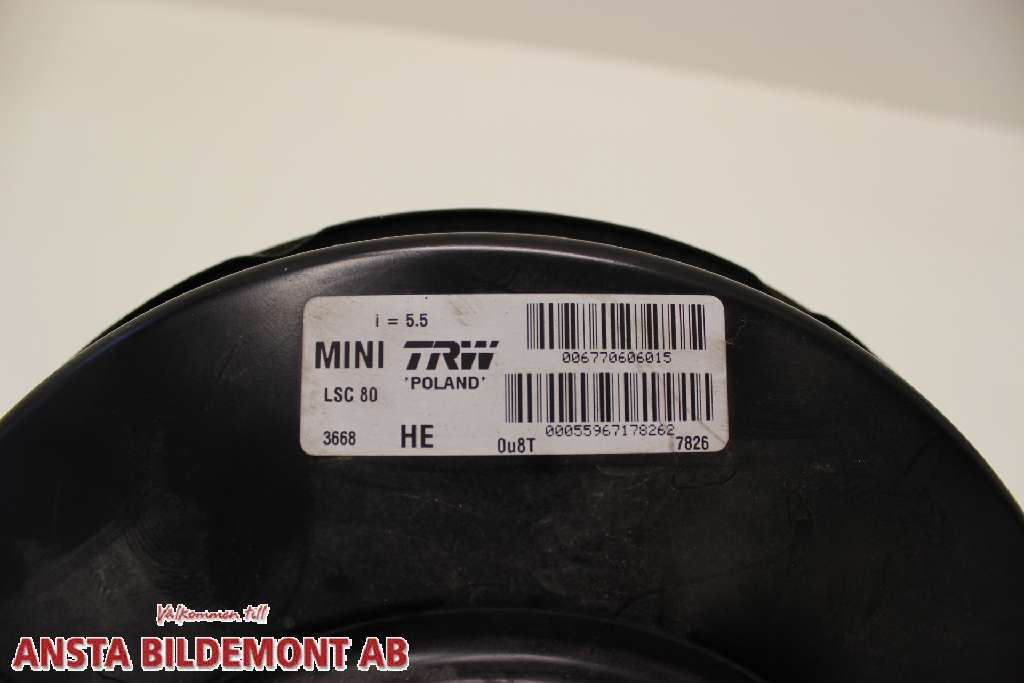 i = 5.5
MINI TRW
006770606015
'POLAND'
LSC 80
00055967178262
3668 HE 0u8T 7826
Välkommen till
ANSTA BILDEMONT AB